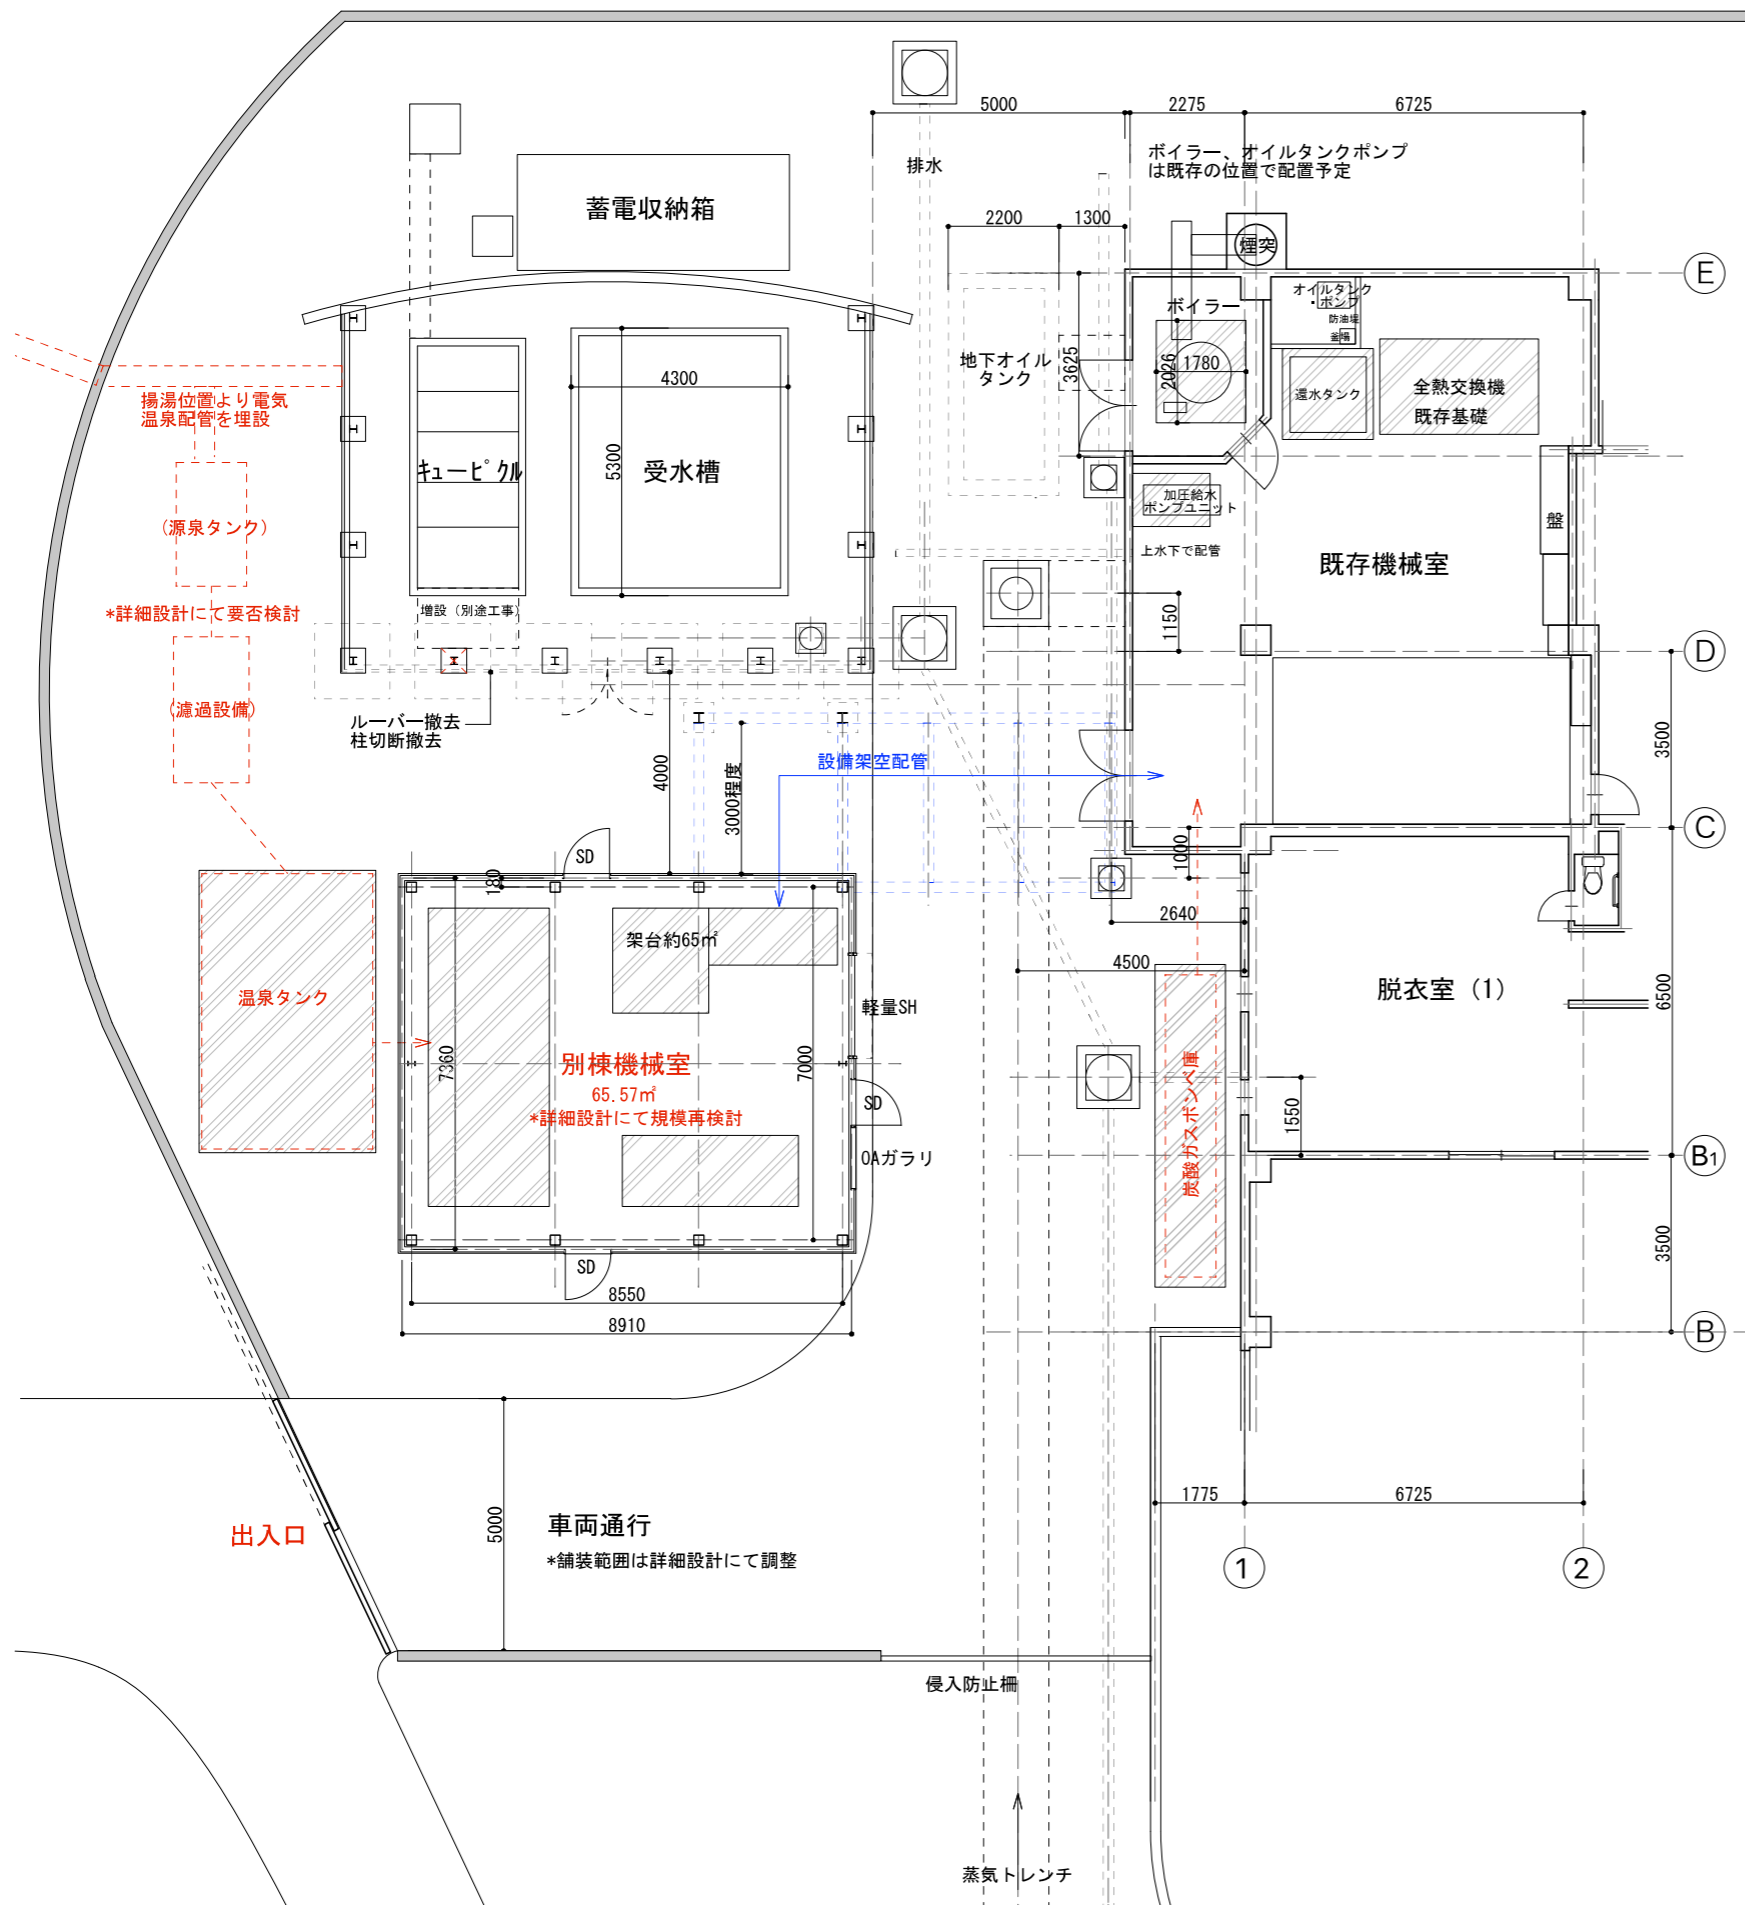 5000
2275
6725
排水
ボイラー、オイルタンクポンプ
は既存の位置で配置予定
蓄電収納箱
2200
1300
煙突
E
ボイラー
オイルタンク
・ポンプ
防油堤
釜場
地下オイル
タンク
3625
2026
1780
還水タンク
全熱交換機
既存基礎
4300
5300
揚湯位置より電気
温泉配管を埋設
キュービクル
受水槽
加圧給水
ポンプユニット
盤
(源泉タンク)
上水下で配管
既存機械室
*詳細設計にて要否検討
増設（別途工事）
1150
D
(濾過設備)
ルーバー撤去
柱切断撤去
4000
3000程度
設備架空配管
3500
C
1000
SD
180
2640
架台約65㎡
4500
温泉タンク
脱衣室（1）
6500
軽量SH
7360
別棟機械室
7000
65.57㎡
*詳細設計にて規模再検討
SD
炭酸ガスボンベ庫
1550
OAガラリ
B1
3500
SD
8550
8910
B
5000
車両通行
*舗装範囲は詳細設計にて調整
出入口
1775
6725
1
2
侵入防止柵
蒸気トレンチ